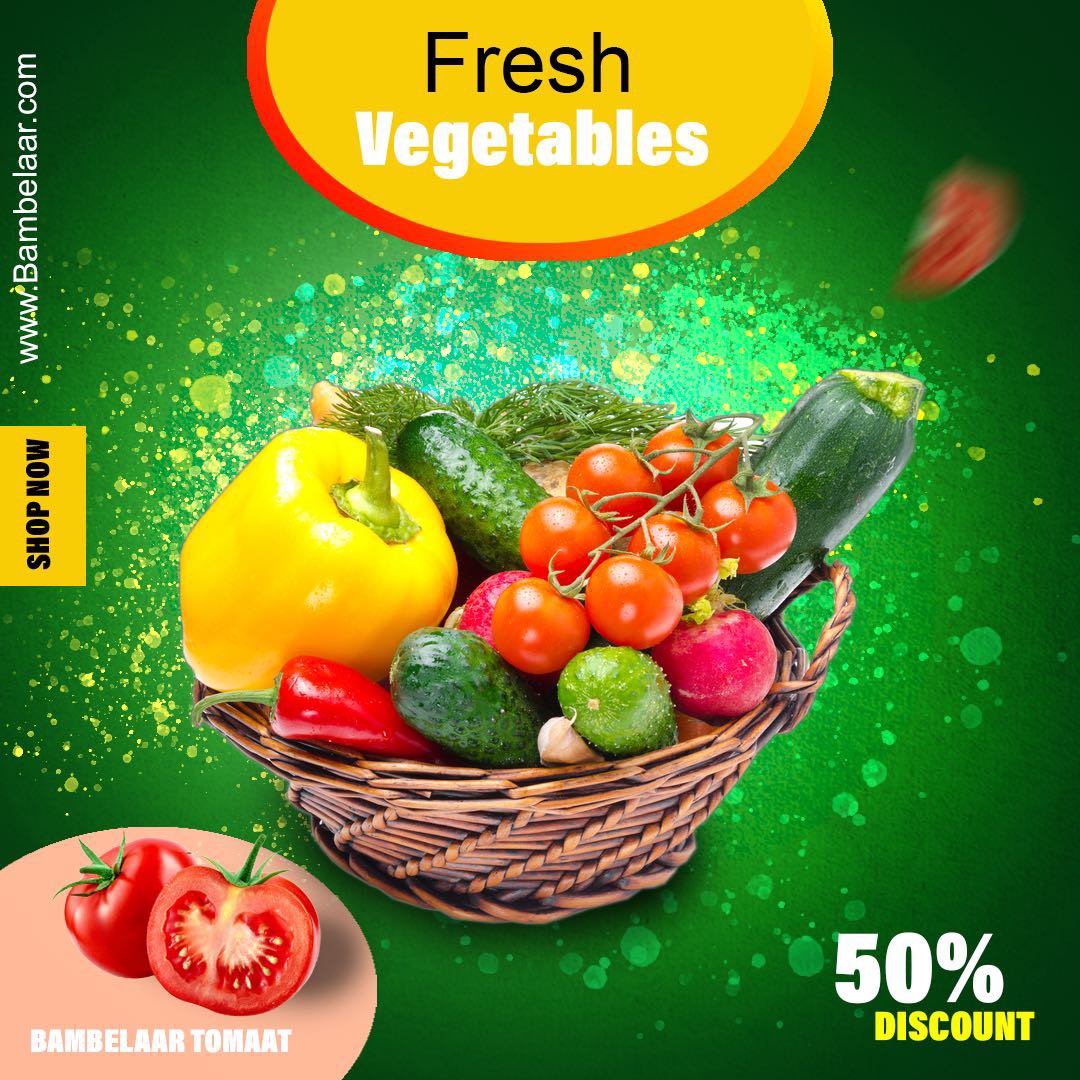 Fresh
Vegetables
www.Bambelaar.com
SHOP NOW
BAMBELAAR TOMAAT
50%
DISCOUNT